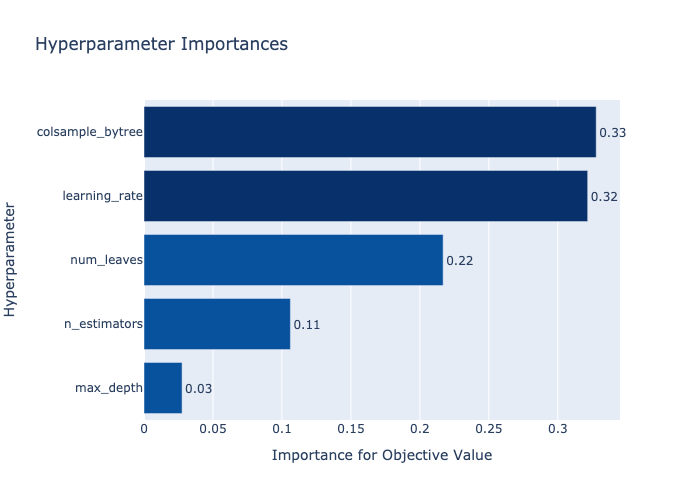 Hyperparameter Importances
Hyperparameter
colsample_bytree 0.33
learning_rate 0.32
num_leaves 0.22
n_estimators 0.11
max_depth 0.03
0 0.05 0.1 0.15 0.2 0.25 0.3
Importance for Objective Value